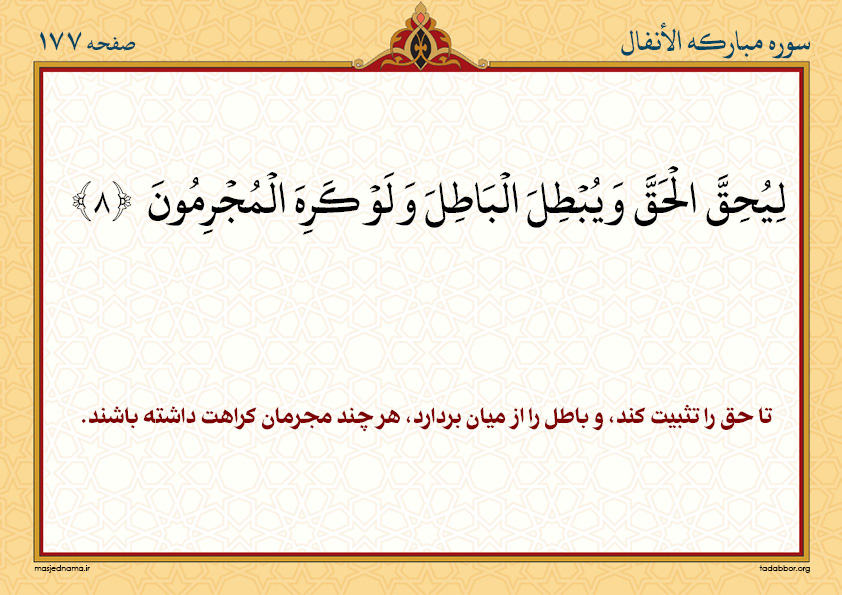 سوره مبارکه الأنفال
صفحه ۱۷۷
لِيُحِقَّ الْحَقَّ وَيُبْطِلَ الْبَاطِلَ وَلَوْ كَرِهَ الْمُجْرِمُونَ ﴿۸﴾
تا حق را تثبیت کند، و باطل را از میان بردارد، هر چند مجرمان کراهت داشته باشند.
masjednama.ir
tadabbor.org